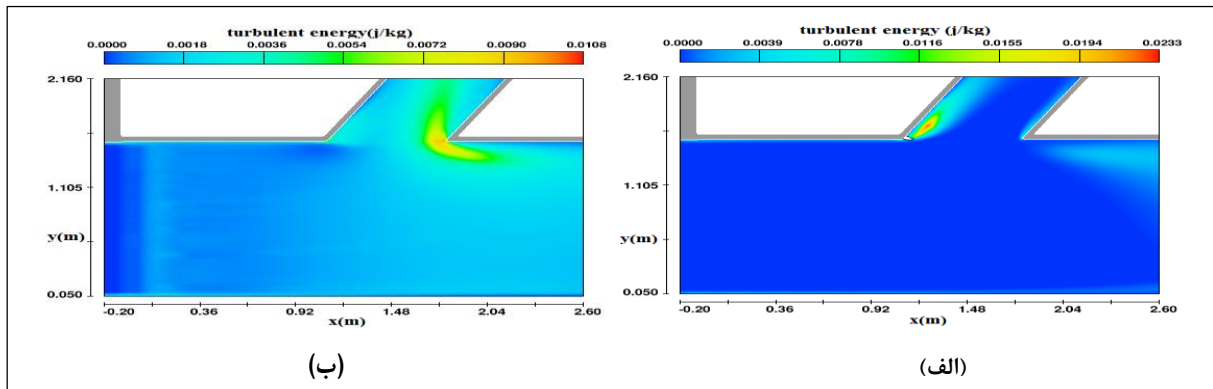 turbulent energy(j/kg)
0.0000 0.0018 0.0036 0.0054 0.0072 0.0090 0.0108
2.160
1.105
y(m)
0.050
-0.20 0.36 0.92 1.48 2.04 2.60
x(m)
(ب)
turbulent energy (j/kg)
0.0000 0.0039 0.0078 0.0116 0.0155 0.0194 0.0233
2.160
1.105
y(m)
0.050
-0.20 0.36 0.92 1.48 2.04 2.60
x(m)
(الف)